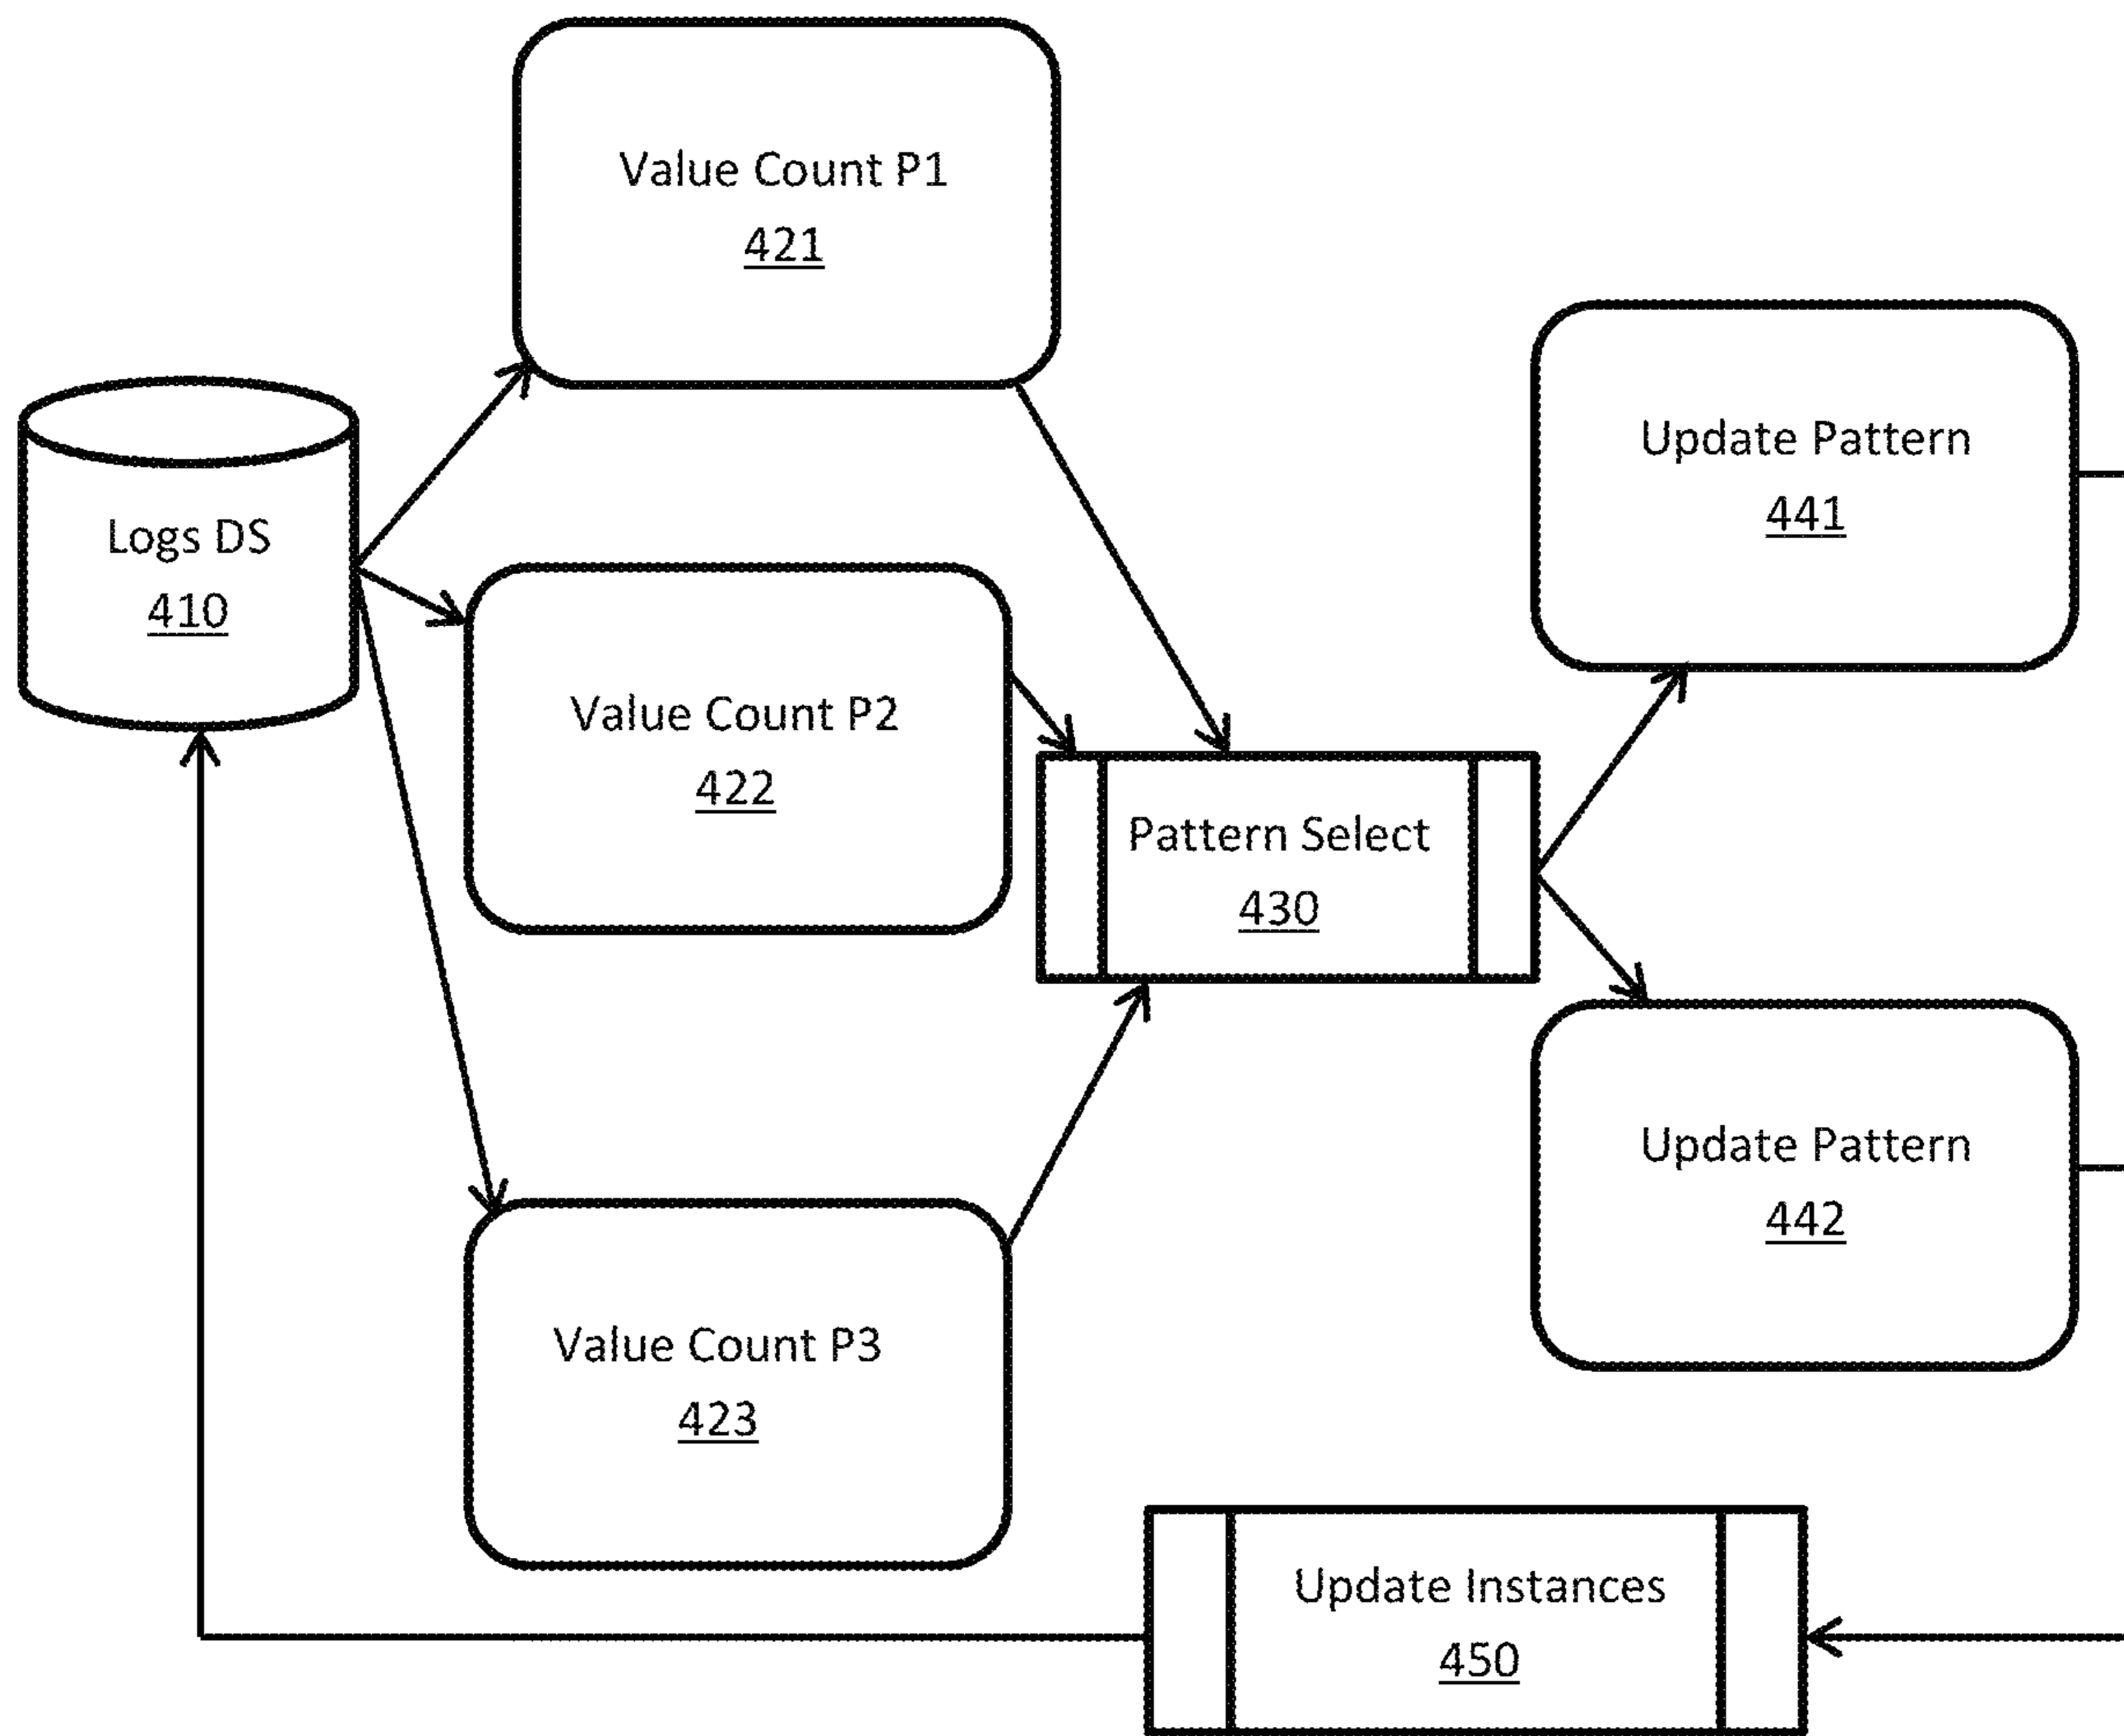 Value Count P1
421
Update Pattern
441
Logs DS
410
Value Count P2
422
Pattern Select
430
Update Pattern
442
Value Count P3
423
Update Instances
450